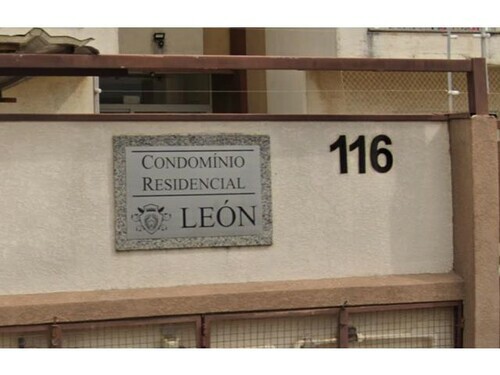 CONDOMÍNIO
RESIDENCIAL
LEÓN
116